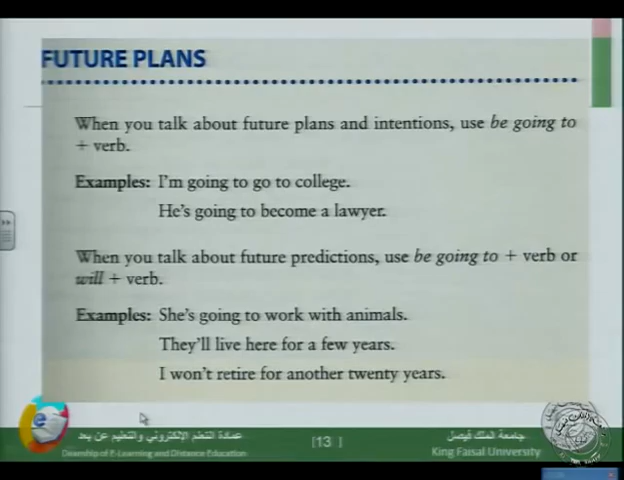 FUTURE PLANS
When you talk about future plans and intentions, use be going to
+ verb.
Examples: I'm going to go to college.
He's going to become a lawyer.
When you talk about future predictions, use be going to + verb or
will + verb.
Examples: She's going to work with animals.
They'll live here for a few years.
I won't retire for another twenty years.
عمادة التعلم الإلكتروني والتعليم عن بعد
Deanship of E-Learning and Distance Education
[13]
جامعة الملك فيصل
King Faisal University